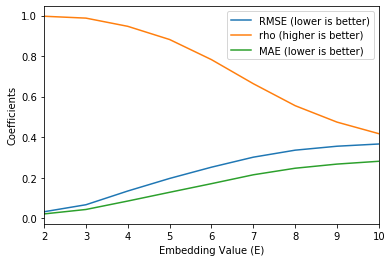 1.0
0.8
0.6
0.4
0.2
0.0
Coefficients
RMSE (lower is better)
rho (higher is better)
MAE (lower is better)
2 3 4 5 6 7 8 9 10
Embedding Value (E)